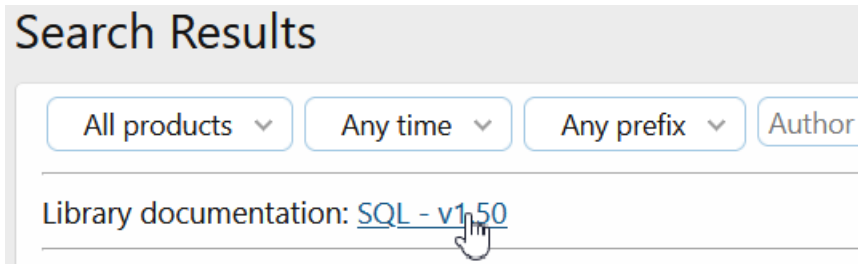 Search Results
All products Any time Any prefix Author
Library documentation: SQL - v1.50